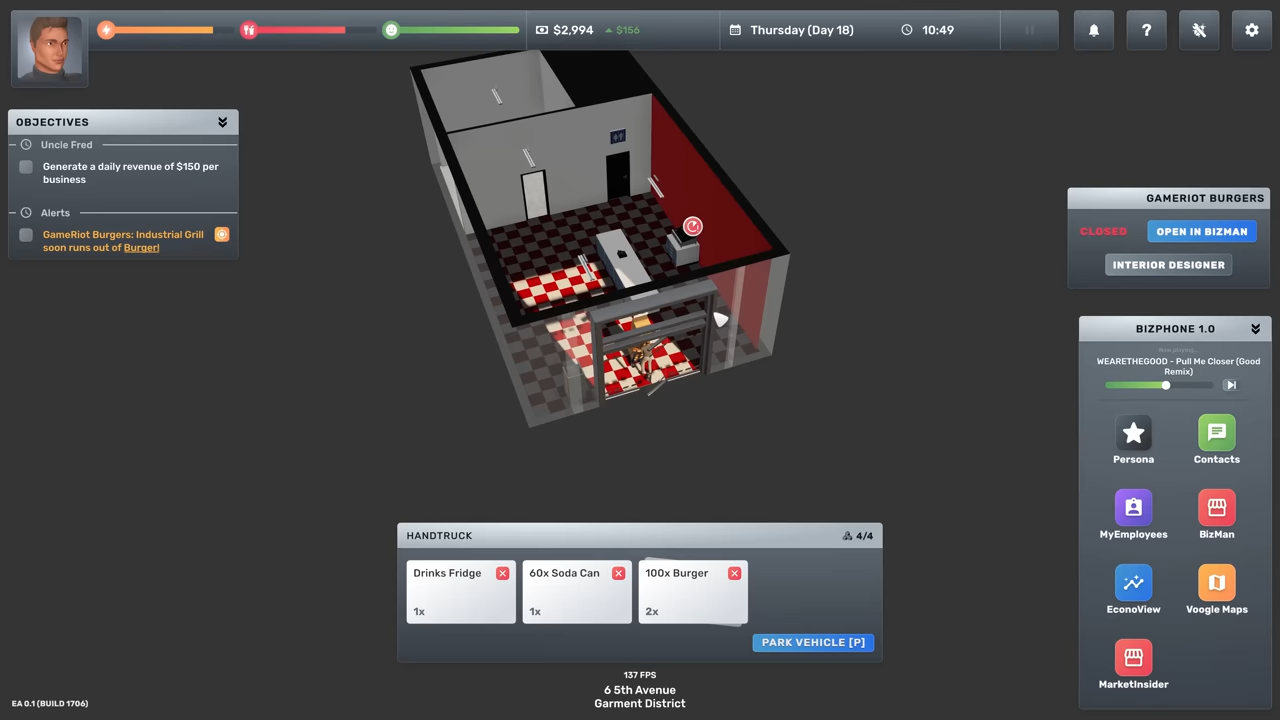 $2,994
$156
Thursday (Day 18)
10:49
OBJECTIVES
Uncle Fred
Generate a daily revenue of $150 per
business
Alerts
GameRiot Burgers: Industrial Grill
soon runs out of Burger!
GAMERIOT BURGERS
CLOSED
OPEN IN BIZMAN
INTERIOR DESIGNER
BIZPHONE 1.0
Now playing...
WEARETHEGOOD - Pull Me Closer (Good
Remix)
Persona
Contacts
MyEmployees
BizMan
EconoView
Voogle Maps
MarketInsider
HANDTRUCK
4/4
Drinks Fridge
1x
60x Soda Can
1x
100x Burger
2x
PARK VEHICLE [P]
137 FPS
6 5th Avenue
Garment District
EA 0.1 (BUILD 1706)